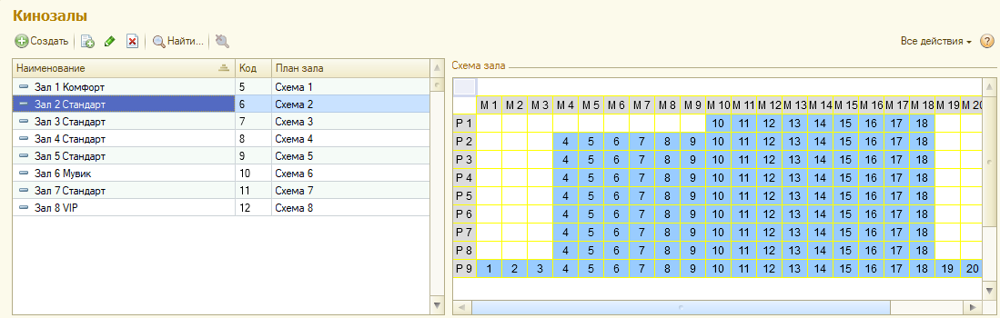 Кинозалы
Создать Найти... Все действия ?
Наименование Код План зала
Зал 1 Комфорт 5 Схема 1
Зал 2 Стандарт 6 Схема 2
Зал 3 Стандарт 7 Схема 3
Зал 4 Стандарт 8 Схема 4
Зал 5 Стандарт 9 Схема 5
Зал 6 Мувик 10 Схема 6
Зал 7 Стандарт 11 Схема 7
Зал 8 VIP 12 Схема 8
Схема зала
М 1 М 2 М 3 М 4 М 5 М 6 М 7 М 8 М 9 М 10 М 11 М 12 М 13 М 14 М 15 М 16 М 17 М 18 М 19 М 20
Р 1 10 11 12 13 14 15 16 17 18
Р 2 4 5 6 7 8 9 10 11 12 13 14 15 16 17 18
Р 3 4 5 6 7 8 9 10 11 12 13 14 15 16 17 18
Р 4 4 5 6 7 8 9 10 11 12 13 14 15 16 17 18
Р 5 4 5 6 7 8 9 10 11 12 13 14 15 16 17 18
Р 6 4 5 6 7 8 9 10 11 12 13 14 15 16 17 18
Р 7 4 5 6 7 8 9 10 11 12 13 14 15 16 17 18
Р 8 4 5 6 7 8 9 10 11 12 13 14 15 16 17 18
Р 9 1 2 3 4 5 6 7 8 9 10 11 12 13 14 15 16 17 18 19 20